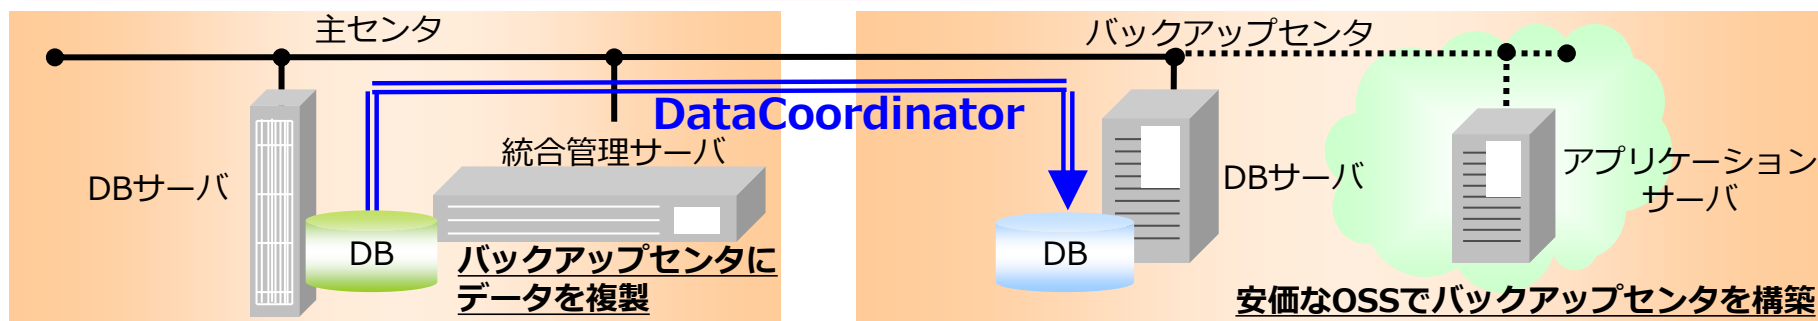 主センタ
バックアップセンタ
DataCoordinator
統合管理サーバ
DBサーバ
DB
バックアップセンタに
データを複製
DBサーバ
DB
アプリケーション
サーバ
安価なOSSでバックアップセンタを構築